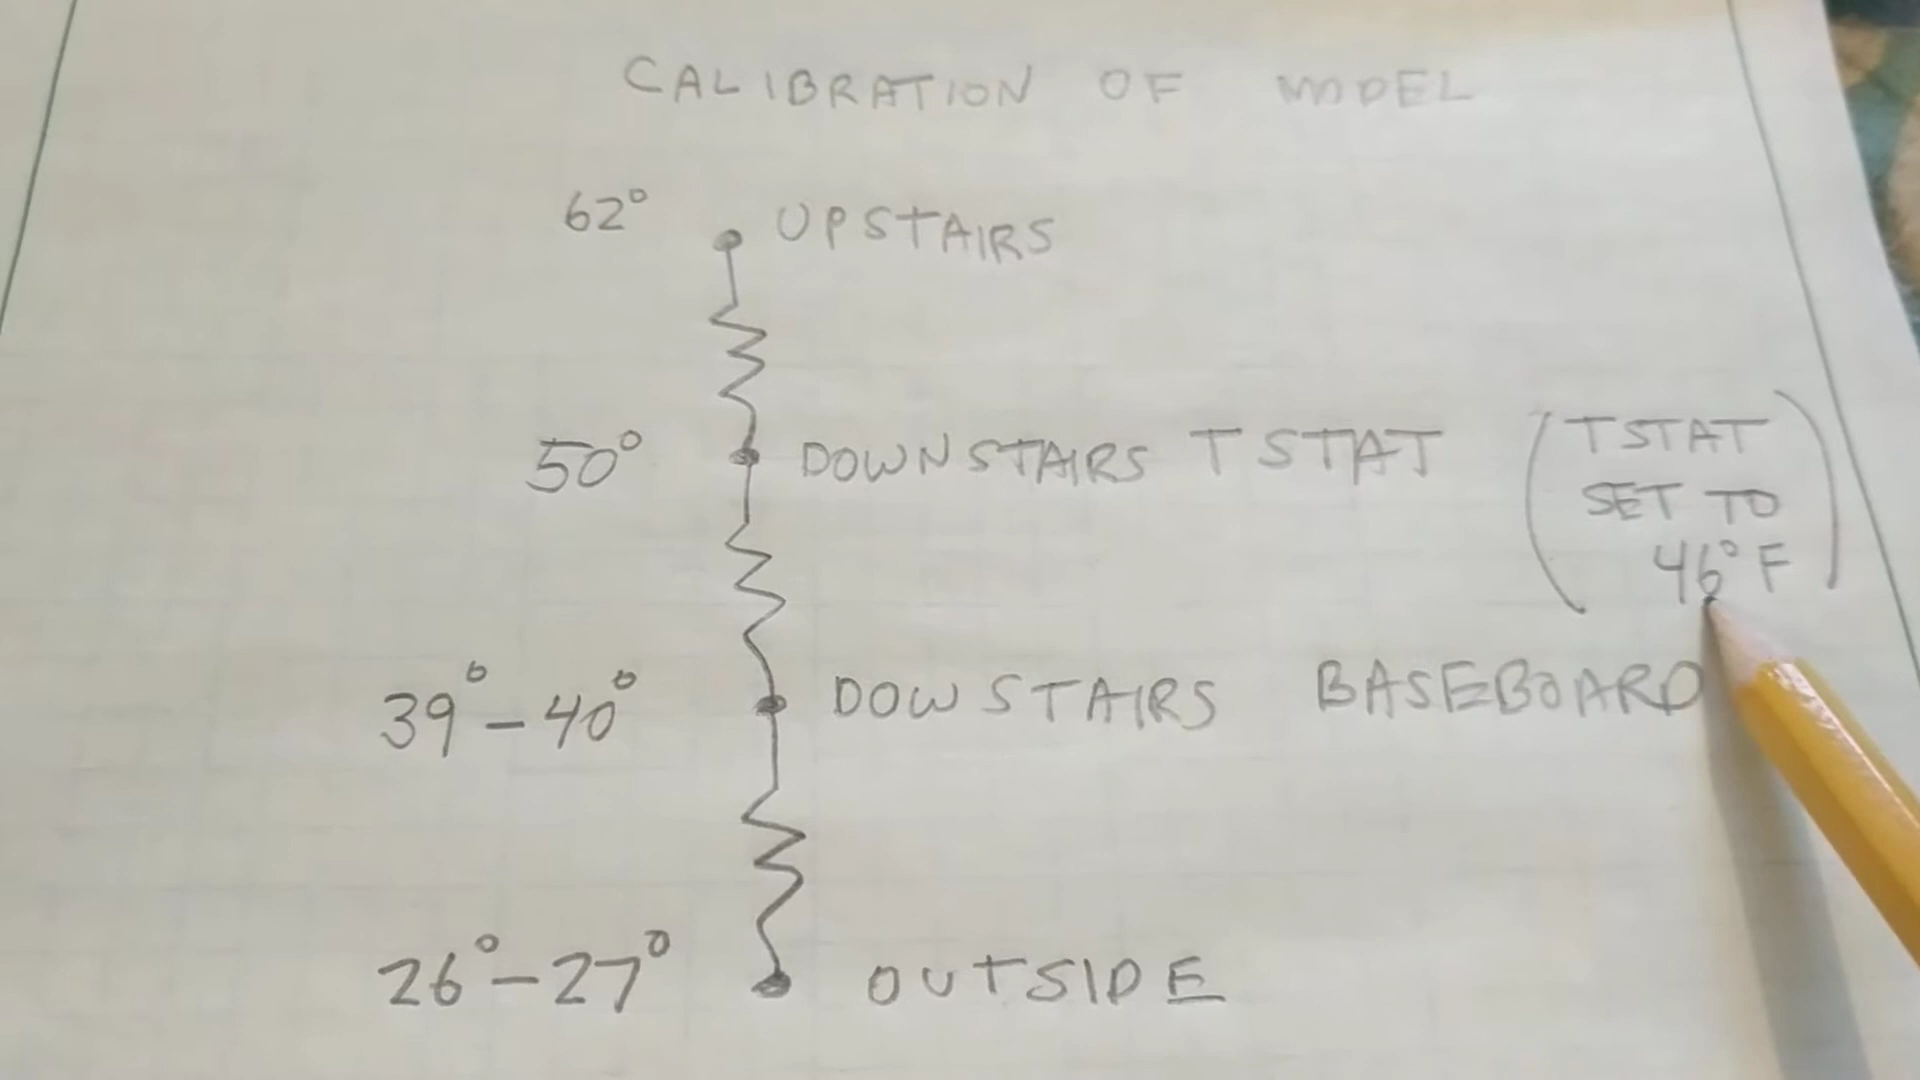 CALIBRATION OF MODEL
62° UPSTAIRS
50° DOWNSTAIRS TSTAT
(TSTAT
SET TO
46°F)
39°-40° DOWSTAIRS BASEBOARD
26°-27° OUTSIDE